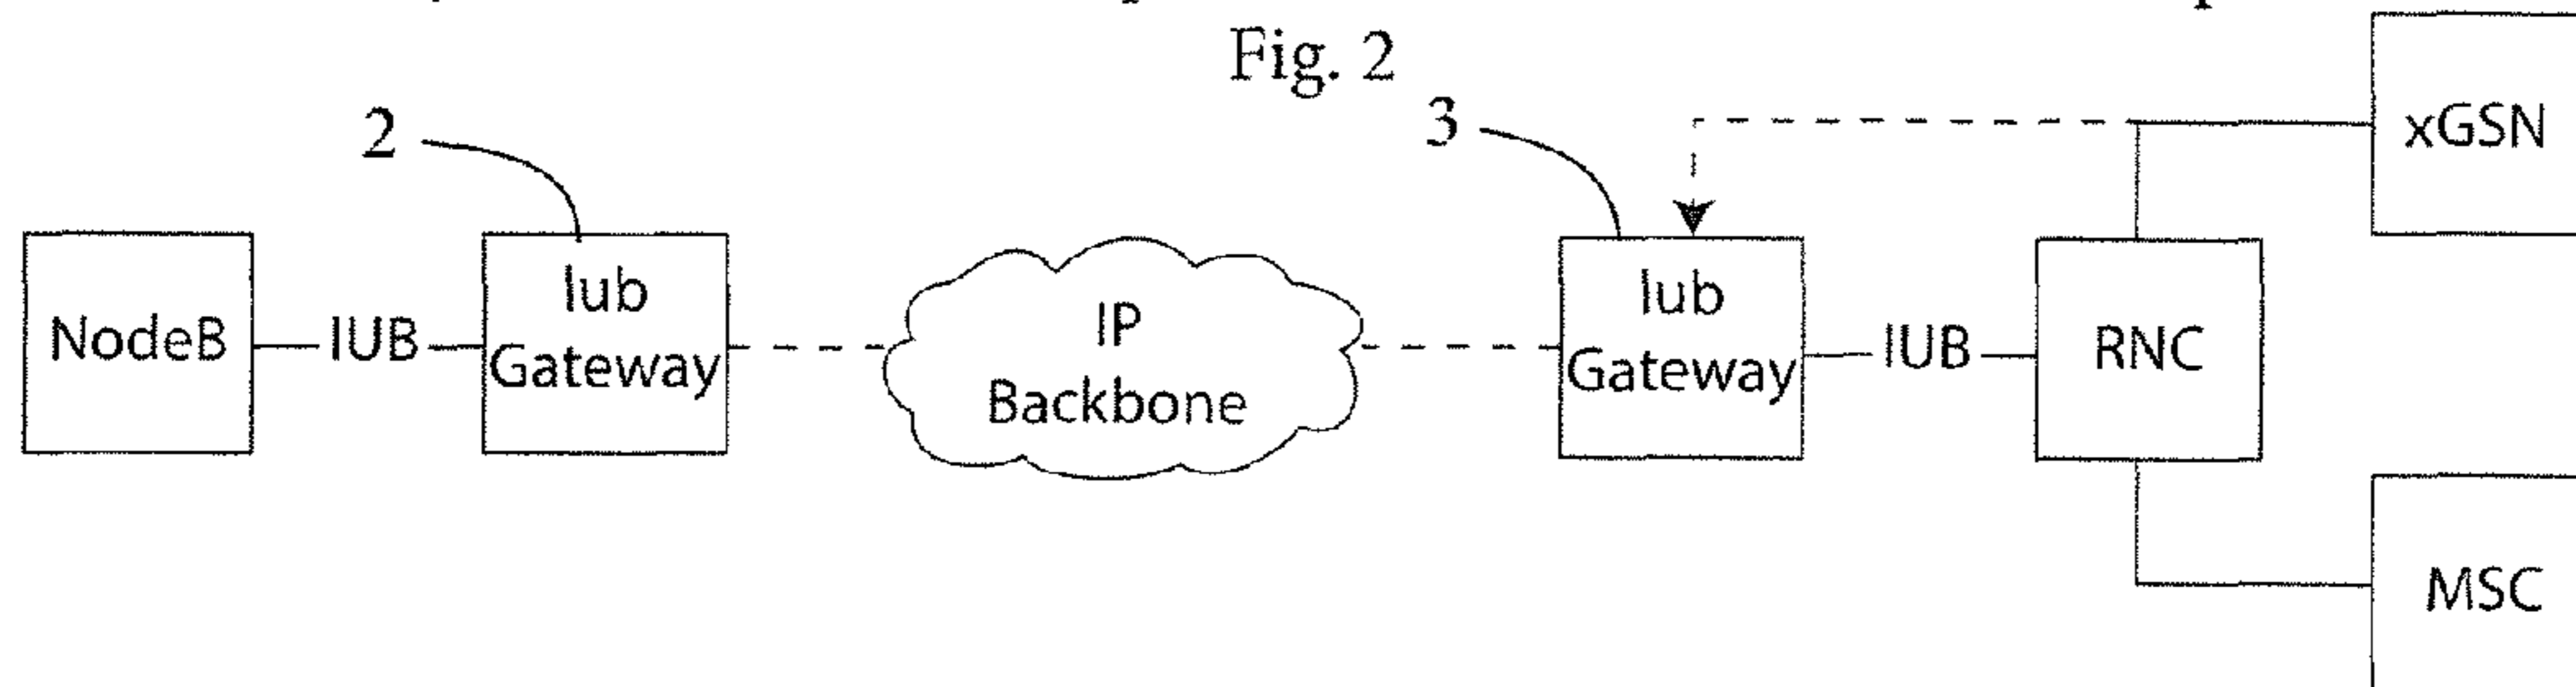 Fig. 2
2
3
xGSN
NodeB
IUB
Iub
Gateway
IP
Backbone
Iub
Gateway
IUB
RNC
MSC